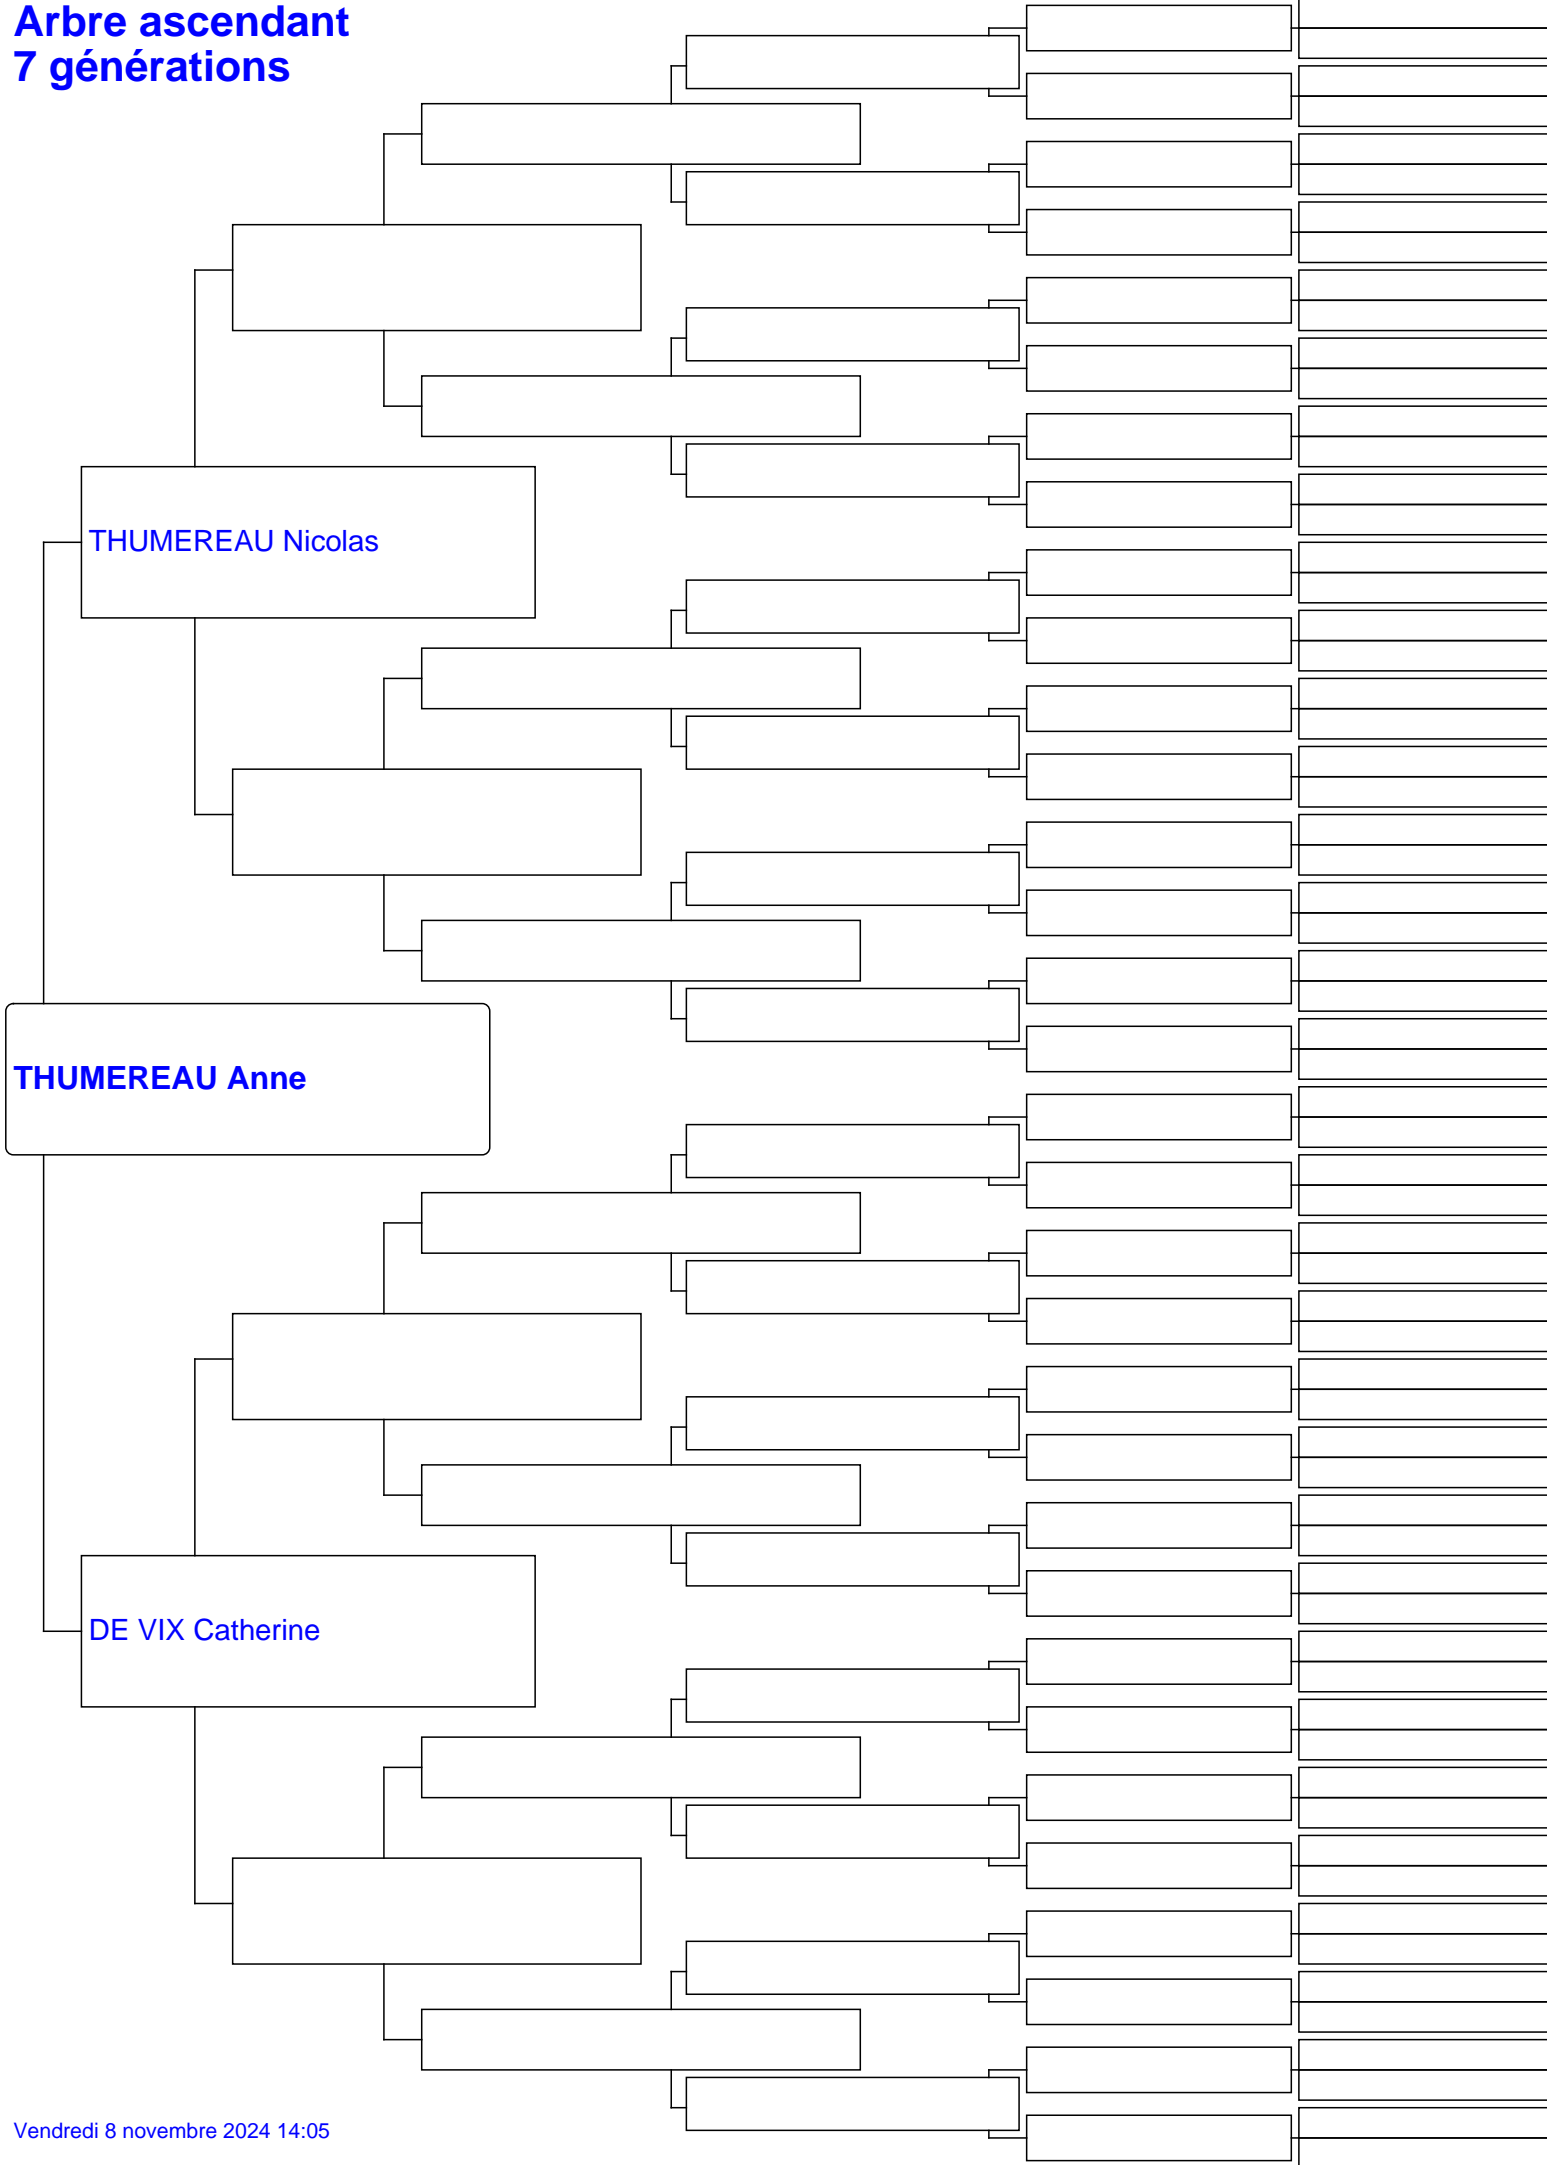 Arbre ascendant
7 générations
THUMEREAU Nicolas
THUMEREAU Anne
DE VIX Catherine
Vendredi 8 novembre 2024 14:05